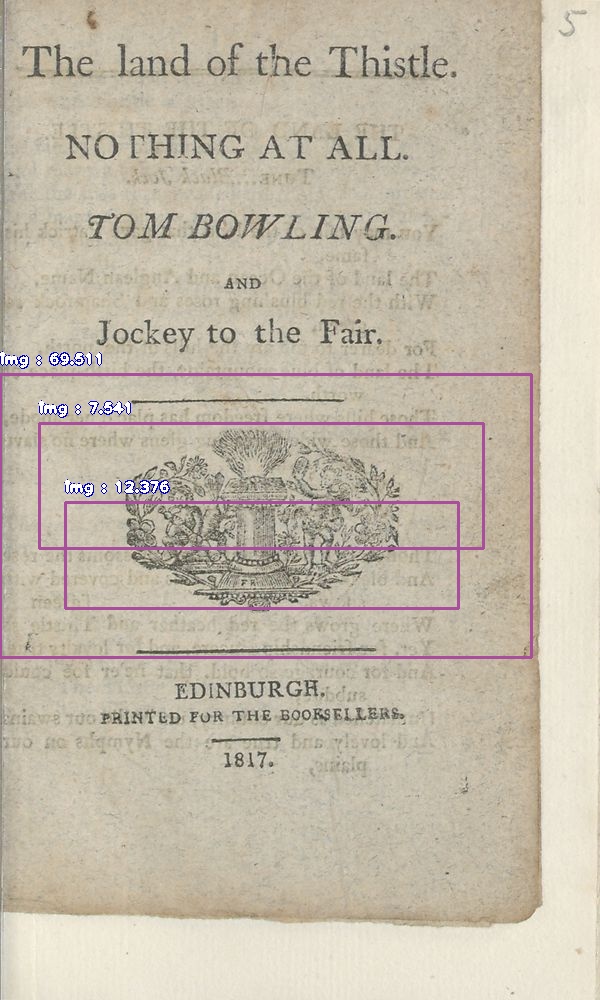 5
The land of the Thistle.
NOTHING AT ALL.
TOM BOWLING.
AND
Jockey to the Fair.
img : 69.511
img : 7.541
img : 12.376
EDINBURGH,
PRINTED FOR THE BOOKSELLERS.
1817.